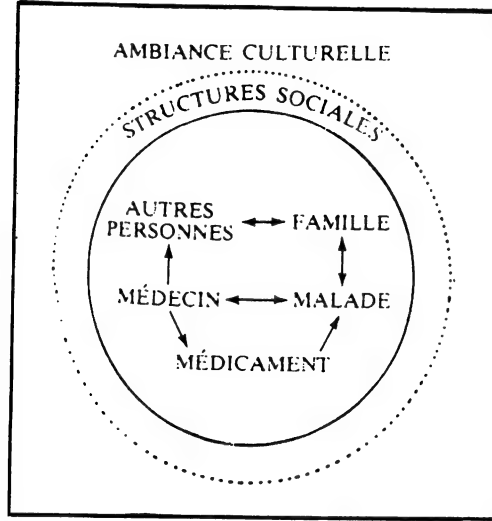 AMBIANCE CULTURELLE
STRUCTURES SOCIALES
AUTRES
PERSONNES
FAMILLE
MÉDECIN
MALADE
MÉDICAMENT